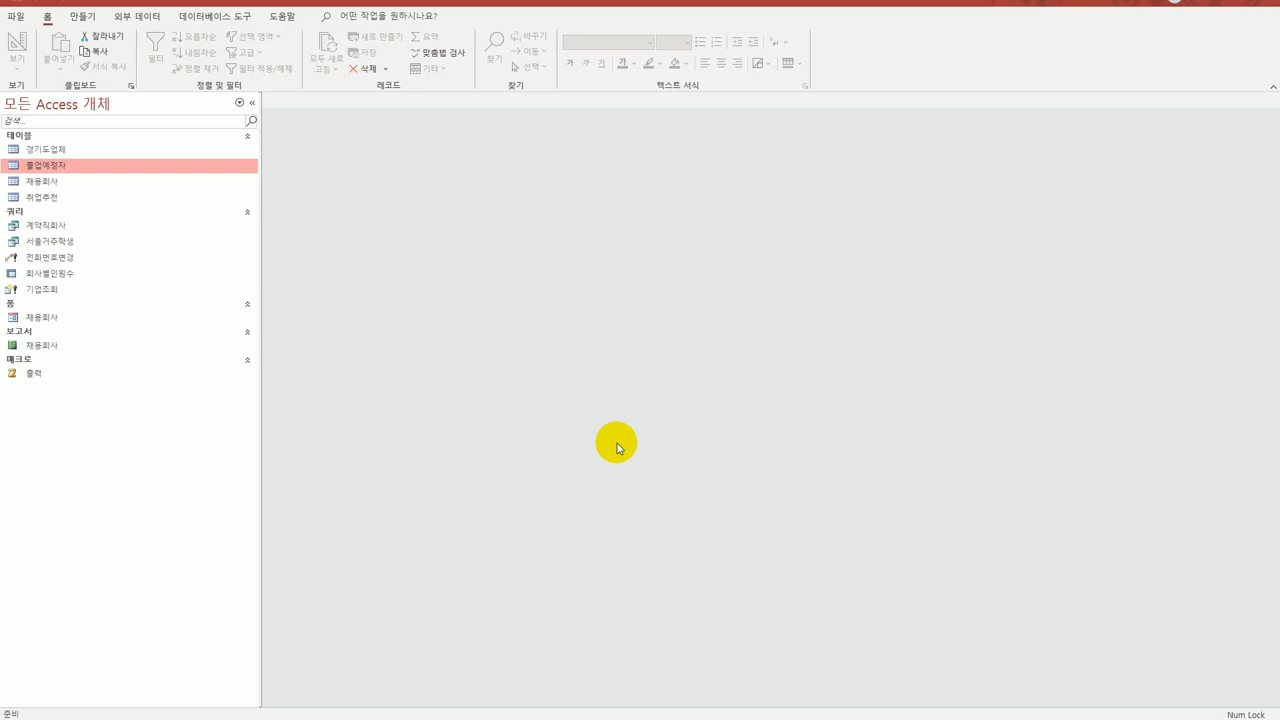 파일 홈 만들기 외부 데이터 데이터베이스 도구 도움말 어떤 작업을 원하시나요?
잘라내기 오름차순 선택 영역 새로 만들기 요약 바꾸기
보기 붙여넣기 복사 필터 내림차순 고급 모두 새로 고침 저장 맞춤법 검사 찾기 이동
서식 복사 정렬 제거 필터 적용/해제 삭제 기타 선택 가 가 가 가
보기 클립보드 정렬 및 필터 레코드 찾기 텍스트 서식
모든 Access 개체
검색...
테이블
경기도업체
졸업예정자
채용회사
취업추천
쿼리
계약직회사
서울거주학생
전화번호변경
회사별인원수
기업조회
폼
채용회사
보고서
채용회사
매크로
출력
준비 Num Lock